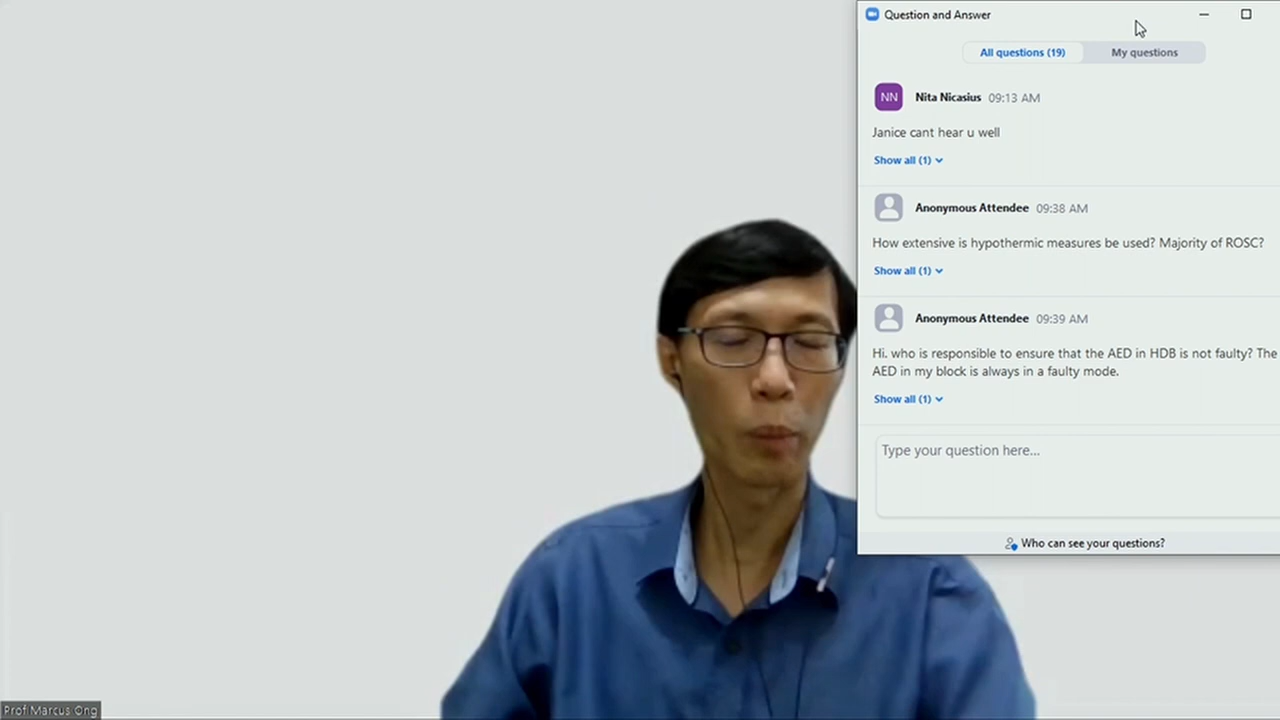 Question and Answer
All questions (19)
My questions
NN
Nita Nicasius 09:13 AM
Janice cant hear u well
Show all (1)
Anonymous Attendee 09:38 AM
How extensive is hypothermic measures be used? Majority of ROSC?
Show all (1)
Anonymous Attendee 09:39 AM
Hi. who is responsible to ensure that the AED in HDB is not faulty? The
AED in my block is always in a faulty mode.
Show all (1)
Type your question here...
Who can see your questions?
Prof Marcus Ong